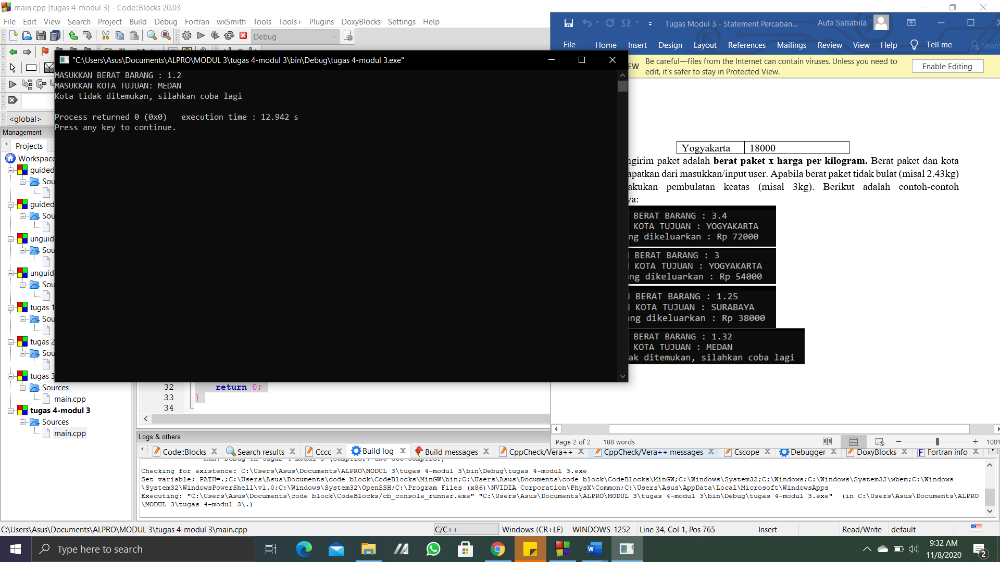 main.cpp [tugas 4-modul 3] - Code::Blocks 20.03
File Edit View Search Project Build Debug Fortran wxSmith Tools Tools+ Plugins DoxyBlocks Settings Help
Debug
<global>
Management
Projects
Workspace
guided
Sou
guided
Sou
unguid
Sou
unguid
Sou
tugas 1
Sou
tugas 2
Sou
tugas 3
Sources
main.cpp
tugas 4-modul 3
Sources
main.cpp
"C:\Users\Asus\Documents\ALPRO\MODUL 3\tugas 4-modul 3\bin\Debug\tugas 4-modul 3.exe"
MASUKKAN BERAT BARANG : 1.2
MASUKKAN KOTA TUJUAN: MEDAN
Kota tidak ditemukan, silahkan coba lagi
Process returned 0 (0x0)   execution time : 12.942 s
Press any key to continue.
32 return 0;
33 }
34
Tugas Modul 3 - Statement Percaban...
Aufa Salsabila
File Home Insert Design Layout References Mailings Review View Help Tell me Share
EW Be careful—files from the Internet can contain viruses. Unless you need to
edit, it's safer to stay in Protected View.
Enable Editing
Yogyakarta 18000
ngirim paket adalah berat paket x harga per kilogram. Berat paket dan kota
apatkan dari masukkan/input user. Apabila berat paket tidak bulat (misal 2.43kg)
akukan pembulatan keatas (misal 3kg). Berikut adalah contoh-contoh
ya:
BERAT BARANG : 3.4
KOTA TUJUAN : YOGYAKARTA
ng dikeluarkan : Rp 72000
BERAT BARANG : 3
KOTA TUJUAN : YOGYAKARTA
ang dikeluarkan : Rp 54000
BERAT BARANG : 1.25
KOTA TUJUAN : SURABAYA
ang dikeluarkan : Rp 38000
BERAT BARANG : 1.32
KOTA TUJUAN : MEDAN
ak ditemukan, silahkan coba lagi
Page 2 of 2 188 words
100%
Logs & others
Code::Blocks Search results Cccc Build log Build messages CppCheck/Vera++ CppCheck/Vera++ messages Cscope Debugger DoxyBlocks Fortran info
Checking for existence: C:\Users\Asus\Documents\ALPRO\MODUL 3\tugas 4-modul 3\bin\Debug\tugas 4-modul 3.exe
Set variable: PATH=.;C:\Users\Asus\Documents\code block\CodeBlocks\MinGW\bin;C:\Users\Asus\Documents\code block\CodeBlocks\MinGW;C:\Windows\System32;C:\Windows;C:\Windows\System32\wbem;C:\Windows
\System32\WindowsPowerShell\v1.0;C:\Windows\System32\OpenSSH;C:\Program Files (x86)\NVIDIA Corporation\PhysX\Common;C:\Users\Asus\AppData\Local\Microsoft\WindowsApps
Executing: "C:\Users\Asus\Documents\code block\CodeBlocks/cb_console_runner.exe" "C:\Users\Asus\Documents\ALPRO\MODUL 3\tugas 4-modul 3\bin\Debug\tugas 4-modul 3.exe"  (in C:\Users\Asus\Documents\ALPRO
\MODUL 3\tugas 4-modul 3\.)
C:\Users\Asus\Documents\ALPRO\MODUL 3\tugas 4-modul 3\main.cpp
C/C++
Windows (CR+LF)
WINDOWS-1252
Line 34, Col 1, Pos 765
Insert
Read/Write
default
Type here to search
9:32 AM
11/8/2020
2